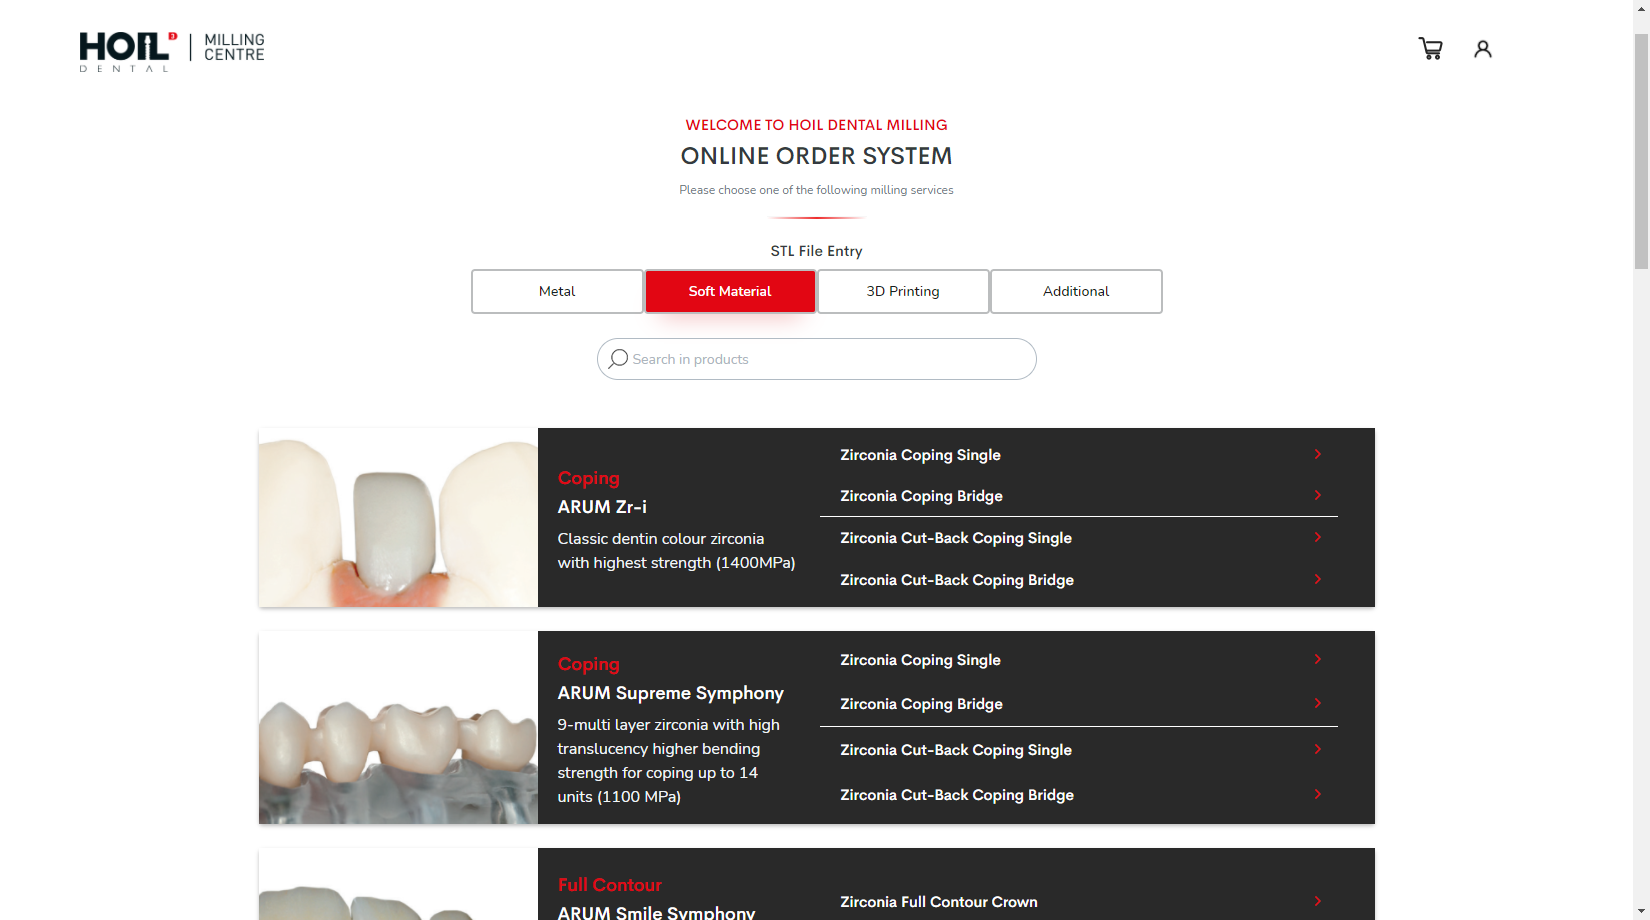 HOIL
DENTAL
MILLING
CENTRE
WELCOME TO HOIL DENTAL MILLING
ONLINE ORDER SYSTEM
Please choose one of the following milling services
STL File Entry
Metal
Soft Material
3D Printing
Additional
Search in products
Coping
ARUM Zr-i
Classic dentin colour zirconia
with highest strength (1400MPa)
Zirconia Coping Single
Zirconia Coping Bridge
Zirconia Cut-Back Coping Single
Zirconia Cut-Back Coping Bridge
Coping
ARUM Supreme Symphony
9-multi layer zirconia with high
translucency higher bending
strength for coping up to 14
units (1100 MPa)
Zirconia Coping Single
Zirconia Coping Bridge
Zirconia Cut-Back Coping Single
Zirconia Cut-Back Coping Bridge
Full Contour
ARUM Smile Symphony
Zirconia Full Contour Crown